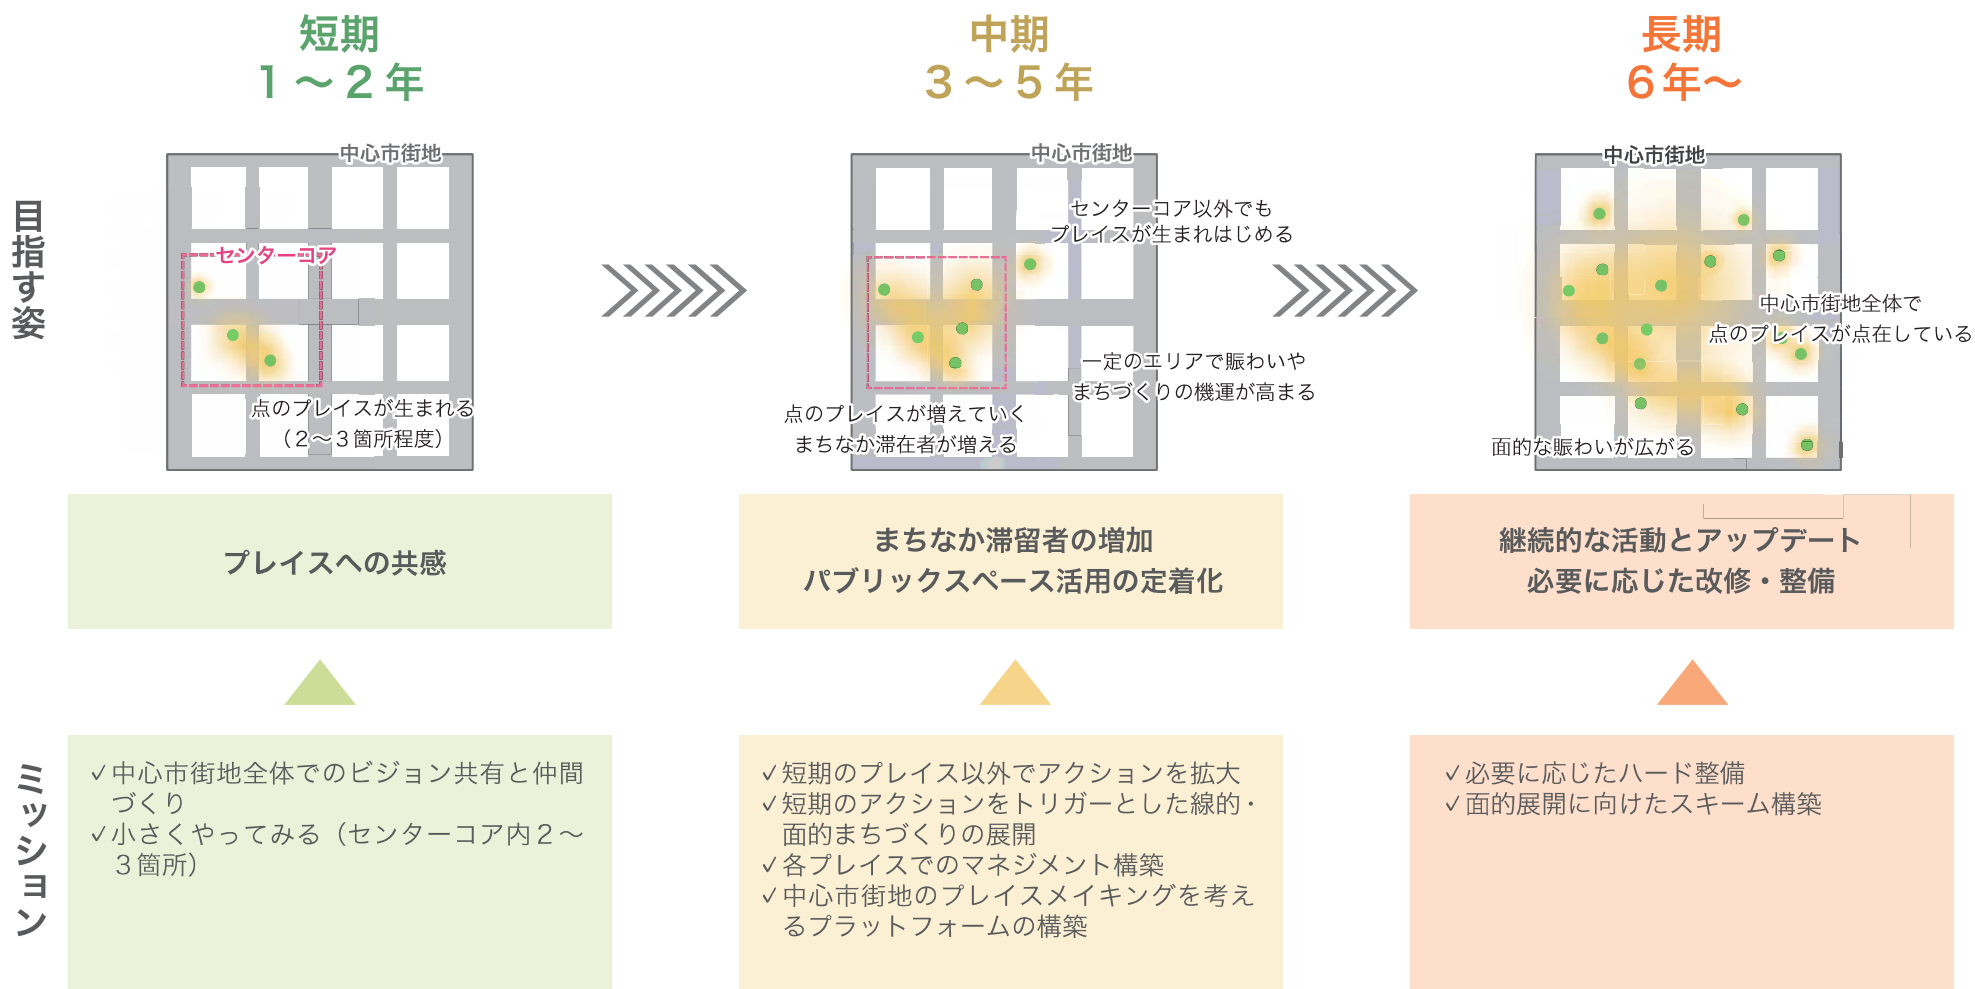 短期
1～2年
中期
3～5年
長期
6年～
目指す姿
中心市街地
センターコア
点のプレイスが生まれる
（2～3箇所程度）
中心市街地
センターコア以外でも
プレイスが生まれはじめる
一定のエリアで賑わいや
まちづくりの機運が高まる
点のプレイスが増えていく
まちなか滞在者が増える
中心市街地
中心市街地全体で
点のプレイスが点在している
面的な賑わいが広がる
プレイスへの共感
まちなか滞留者の増加
パブリックスペース活用の定着化
継続的な活動とアップデート
必要に応じた改修・整備
ミッション
✓中心市街地全体でのビジョン共有と仲間
づくり
✓小さくやってみる（センターコア内2～
3箇所）
✓短期のプレイス以外でアクションを拡大
✓短期のアクションをトリガーとした線的・
面的まちづくりの展開
✓各プレイスでのマネジメント構築
✓中心市街地のプレイスメイキングを考え
るプラットフォームの構築
✓必要に応じたハード整備
✓面的展開に向けたスキーム構築